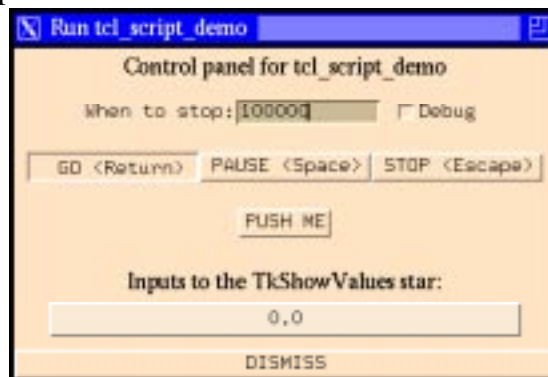 Run tcl_script_demo
Control panel for tcl_script_demo
When to stop: 100000 Debug
GO <Return> PAUSE <Space> STOP <Escape>
PUSH ME
Inputs to the TkShowValues star:
0.0
DISMISS